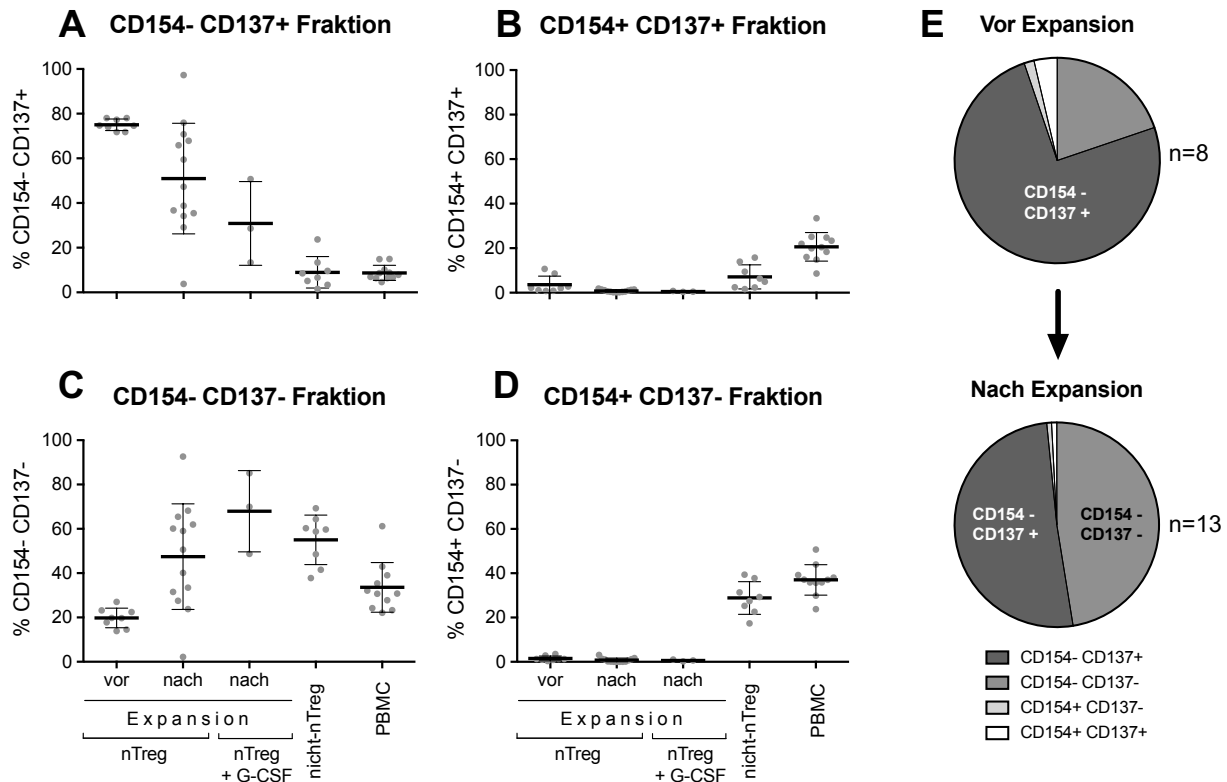 A CD154- CD137+ Fraktion
% CD154- CD137+
100
80
60
40
20
0
B CD154+ CD137+ Fraktion
% CD154+ CD137+
100
80
60
40
20
0
C CD154- CD137- Fraktion
% CD154- CD137-
100
80
60
40
20
0
vor nach nach
Expansion
nTreg
nTreg
+ G-CSF
nicht-nTreg
PBMC
D CD154+ CD137- Fraktion
% CD154+ CD137-
100
80
60
40
20
0
vor nach nach
Expansion
nTreg
nTreg
+ G-CSF
nicht-nTreg
PBMC
E
Vor Expansion
CD154 -
CD137 +
n=8
Nach Expansion
CD154 -
CD137 +
CD154 -
CD137 -
n=13
CD154- CD137+
CD154- CD137-
CD154+ CD137-
CD154+ CD137+